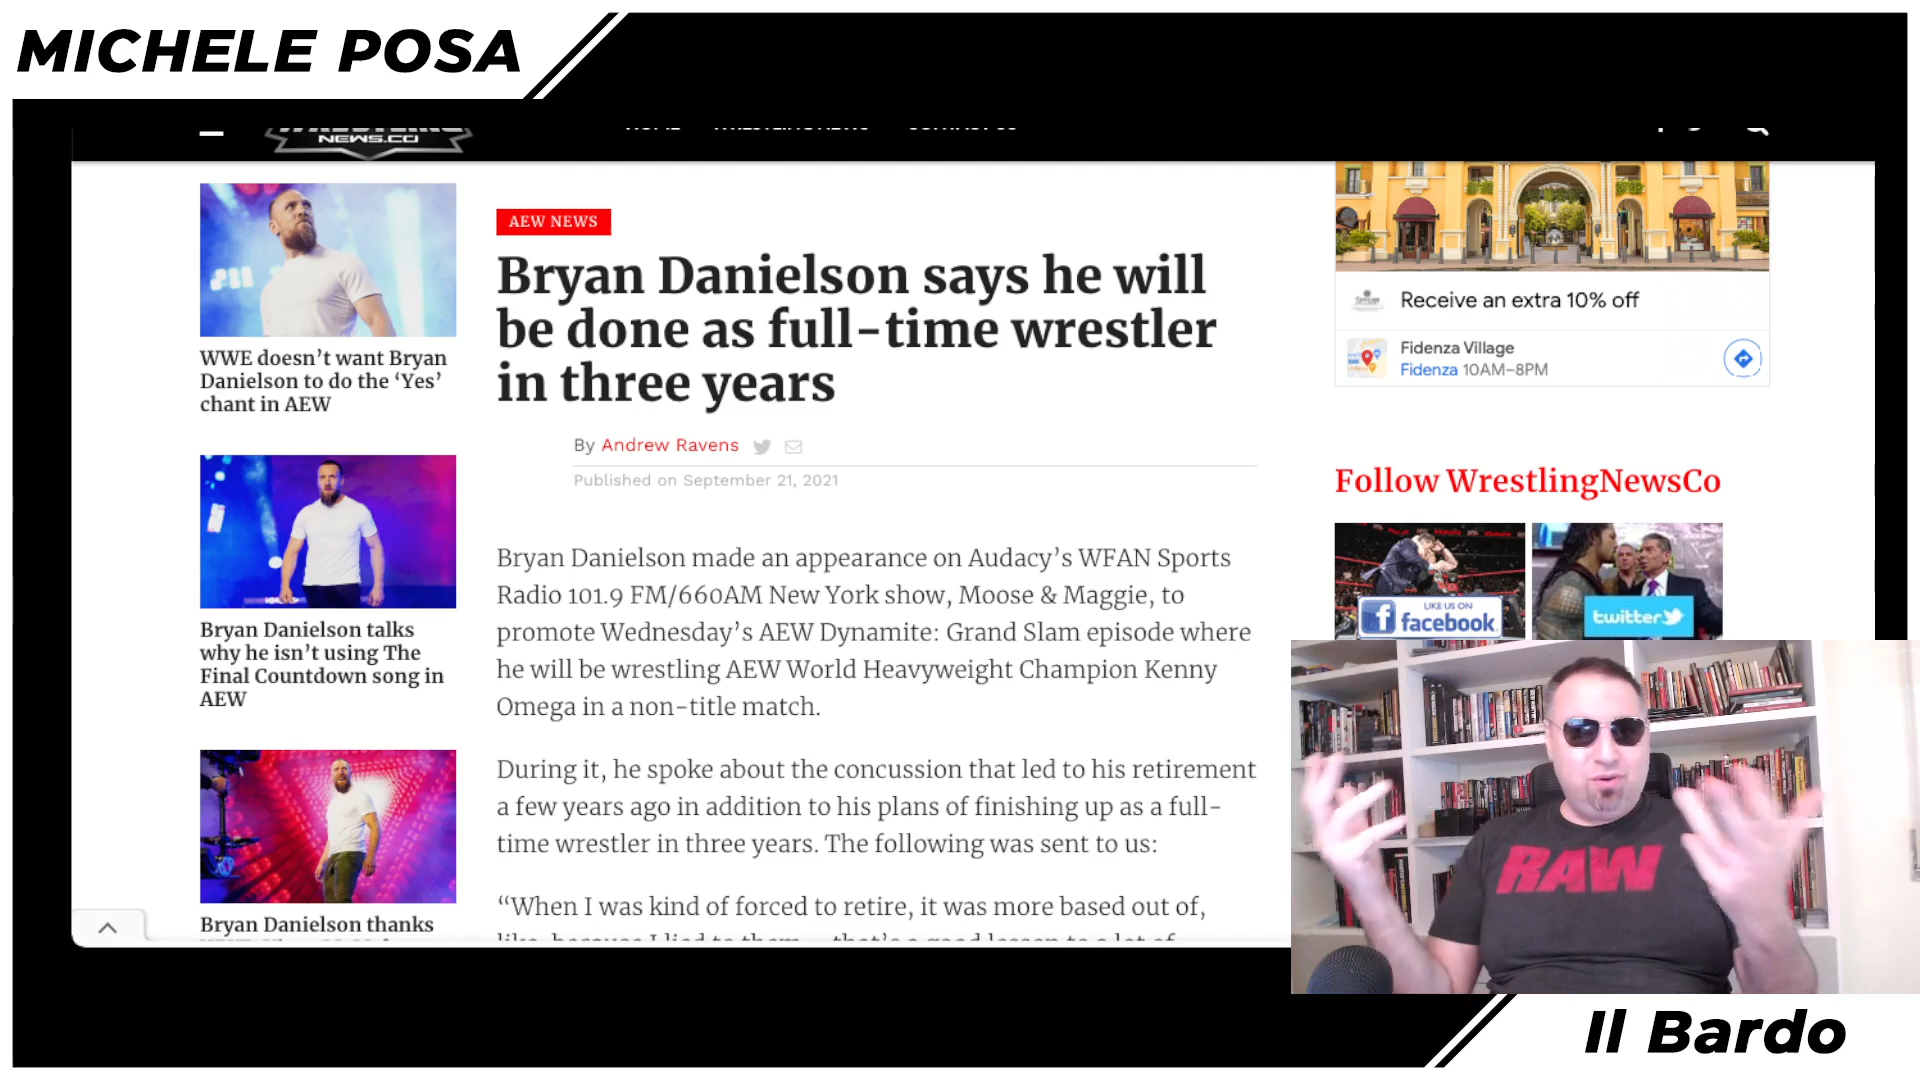 MICHELE POSA
NEWS.CO
AEW NEWS
Bryan Danielson says he will
be done as full-time wrestler
in three years
By Andrew Ravens
Published on September 21, 2021
Bryan Danielson made an appearance on Audacy’s WFAN Sports
Radio 101.9 FM/660AM New York show, Moose & Maggie, to
promote Wednesday’s AEW Dynamite: Grand Slam episode where
he will be wrestling AEW World Heavyweight Champion Kenny
Omega in a non-title match.
During it, he spoke about the concussion that led to his retirement
a few years ago in addition to his plans of finishing up as a full-
time wrestler in three years. The following was sent to us:
“When I was kind of forced to retire, it was more based out of,
WWE doesn’t want Bryan
Danielson to do the ‘Yes’
chant in AEW
Bryan Danielson talks
why he isn’t using The
Final Countdown song in
AEW
Bryan Danielson thanks
Receive an extra 10% off
Fidenza Village
Fidenza 10AM–8PM
Follow WrestlingNewsCo
LIKE US ON
facebook
twitter
RAW
Il Bardo